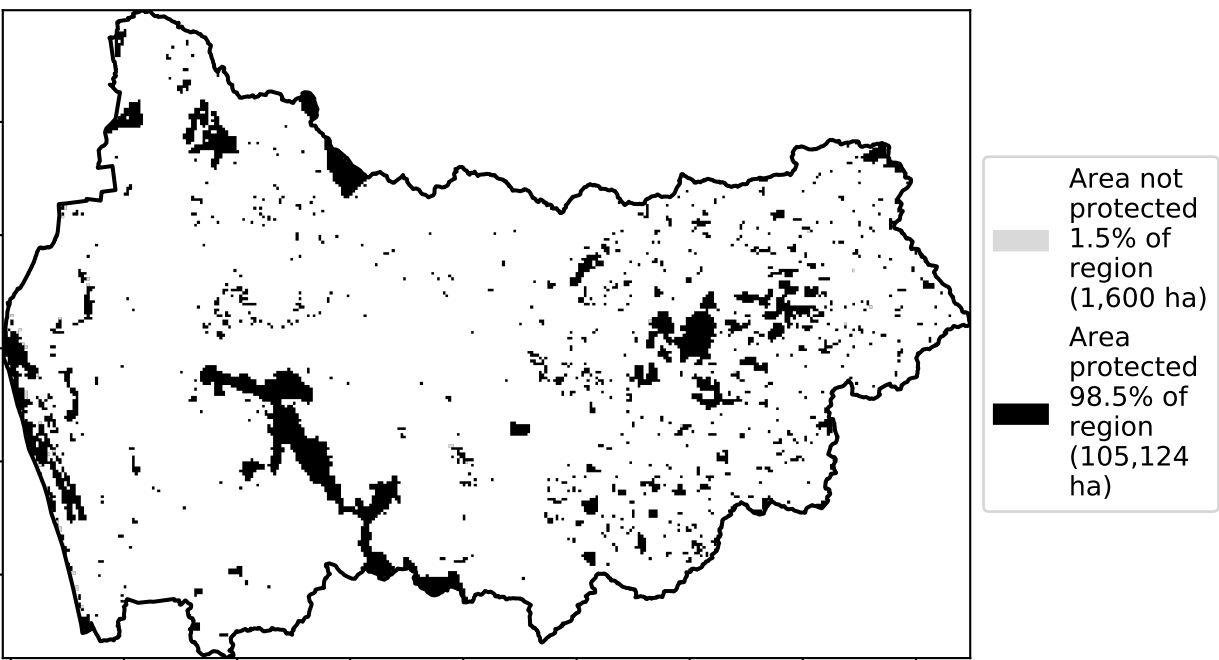 Area not
protected
1.5% of
region
(1,600 ha)
Area
protected
98.5% of
region
(105,124
ha)